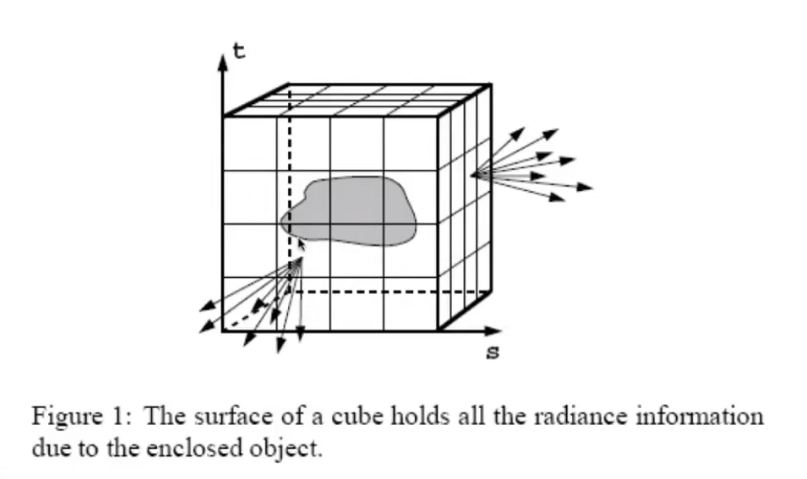 t
s
Figure 1: The surface of a cube holds all the radiance information
due to the enclosed object.